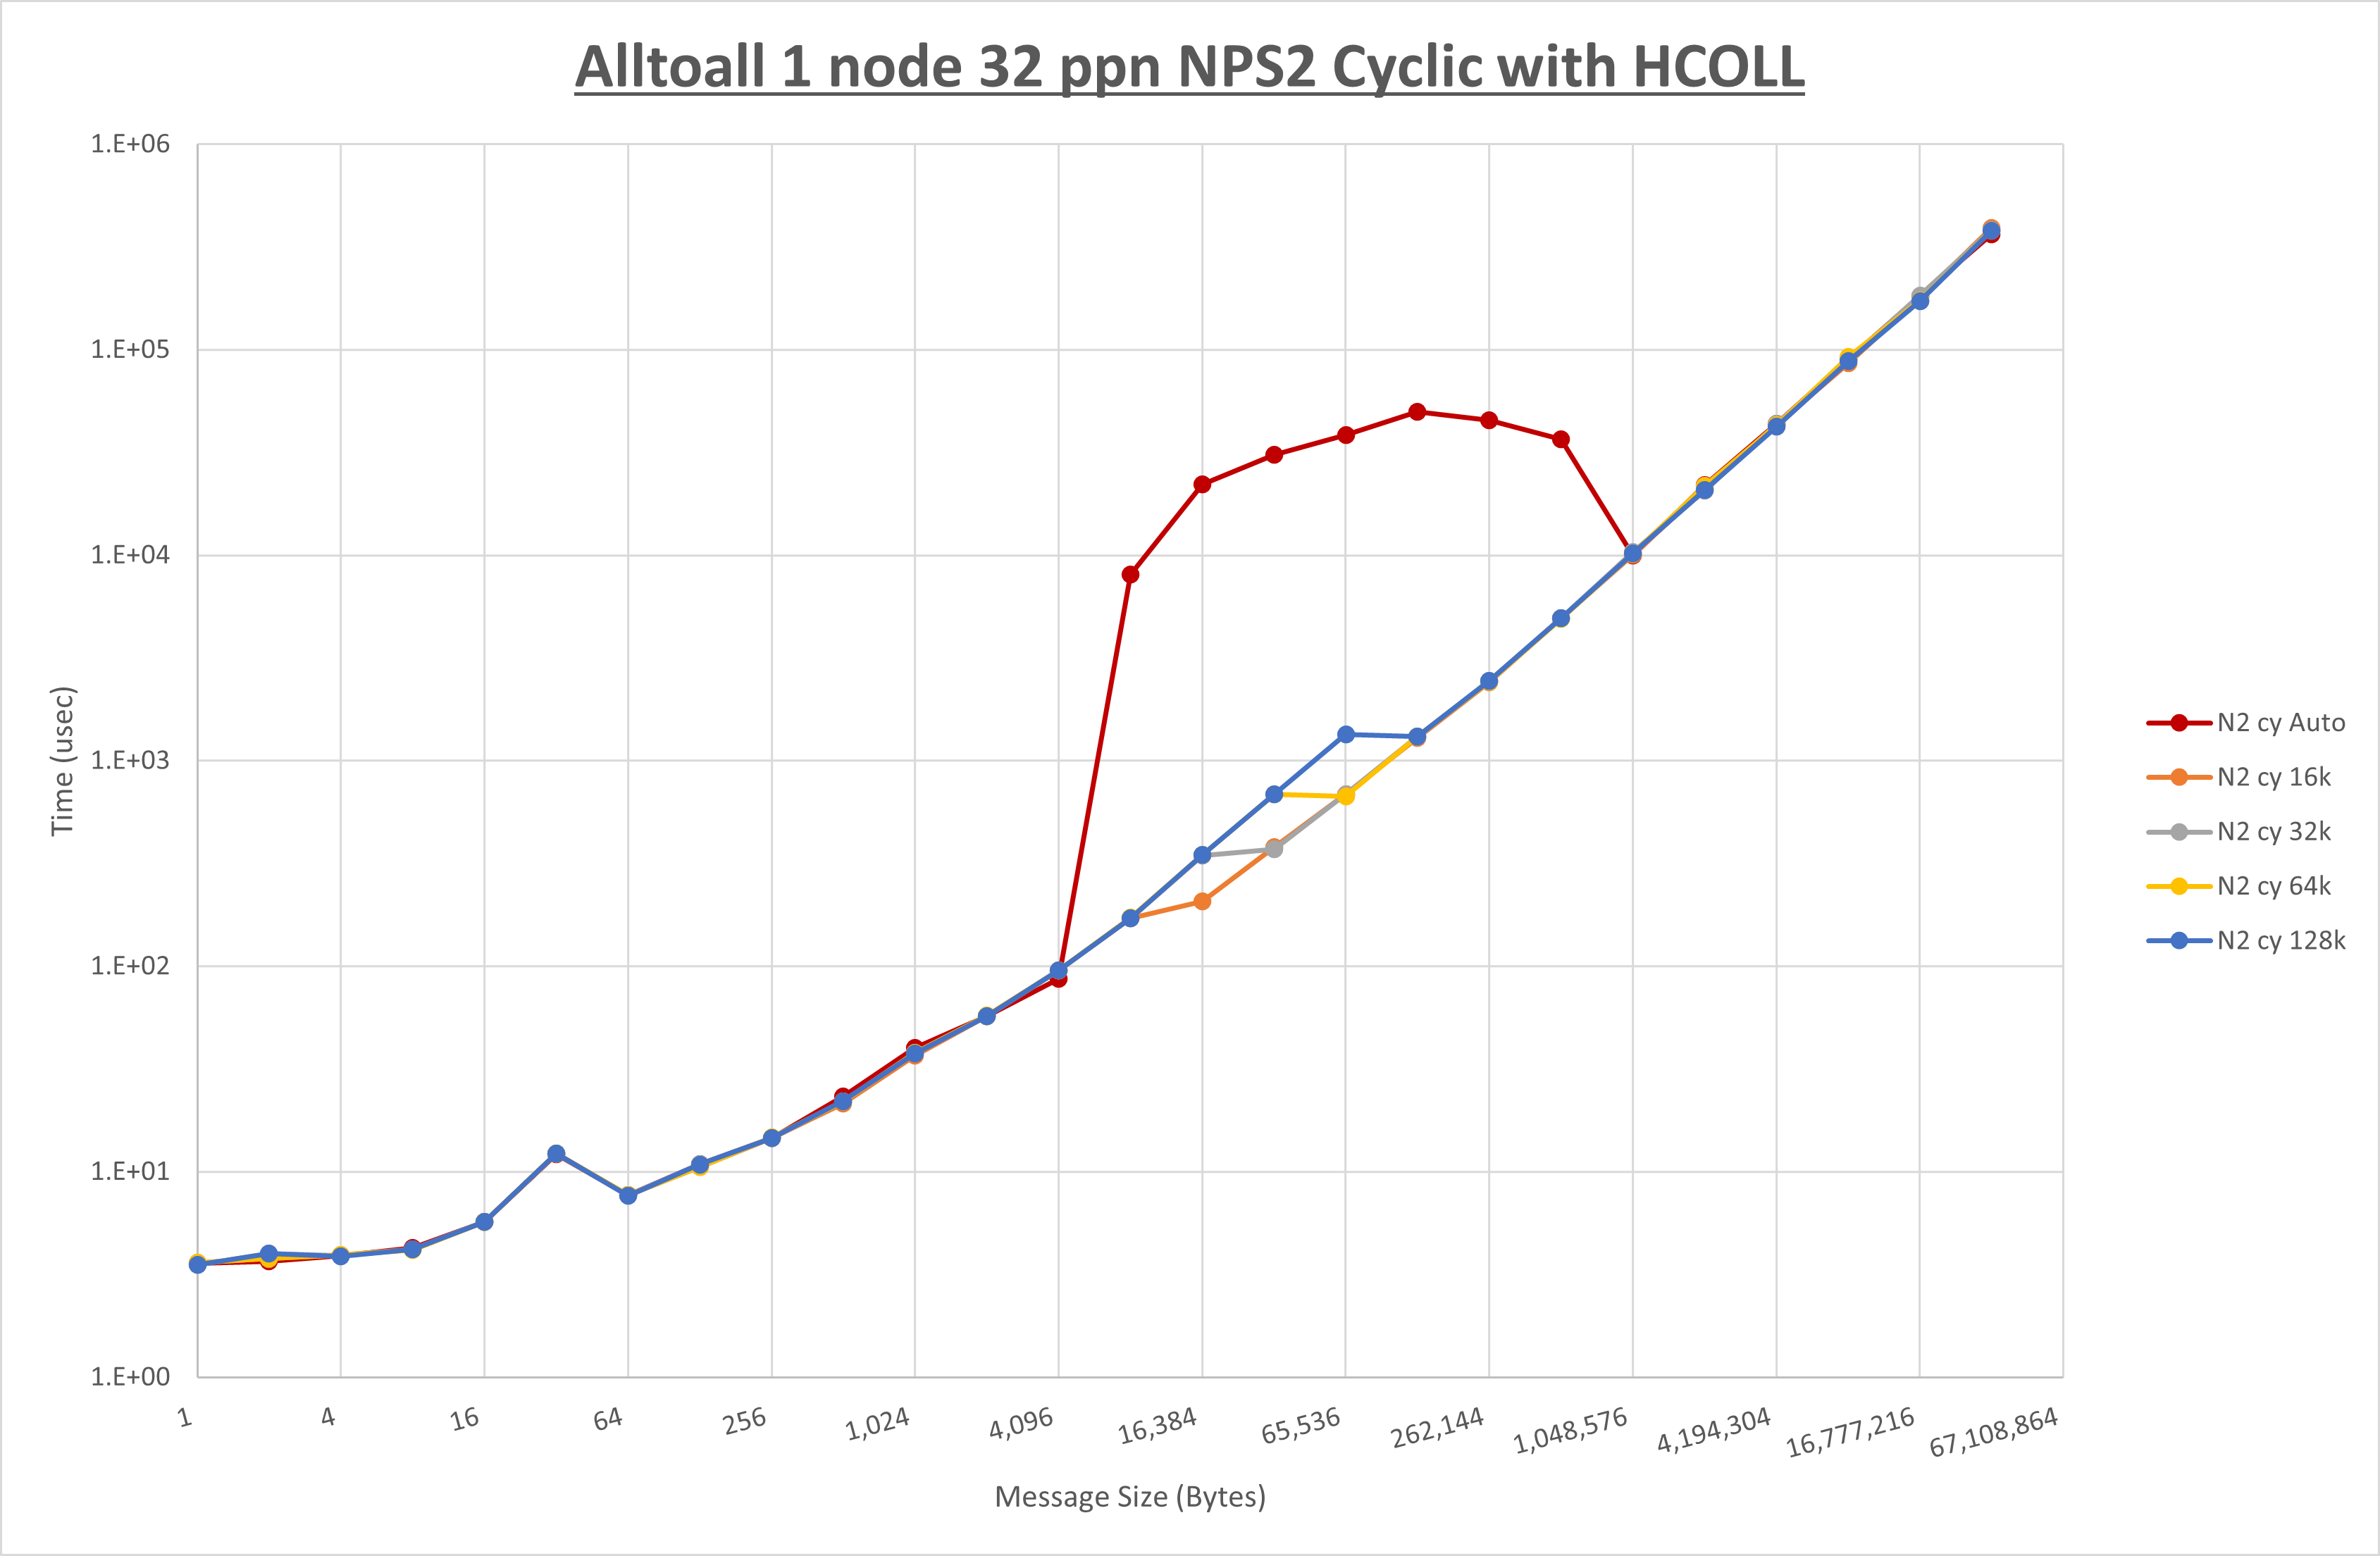 Alltoall 1 node 32 ppn NPS2 Cyclic with HCOLL
1.E+06
1.E+05
1.E+04
1.E+03
1.E+02
1.E+01
1.E+00
Time (usec)
1
4
16
64
256
1,024
4,096
16,384
65,536
262,144
1,048,576
4,194,304
16,777,216
67,108,864
Message Size (Bytes)
N2 cy Auto
N2 cy 16k
N2 cy 32k
N2 cy 64k
N2 cy 128k